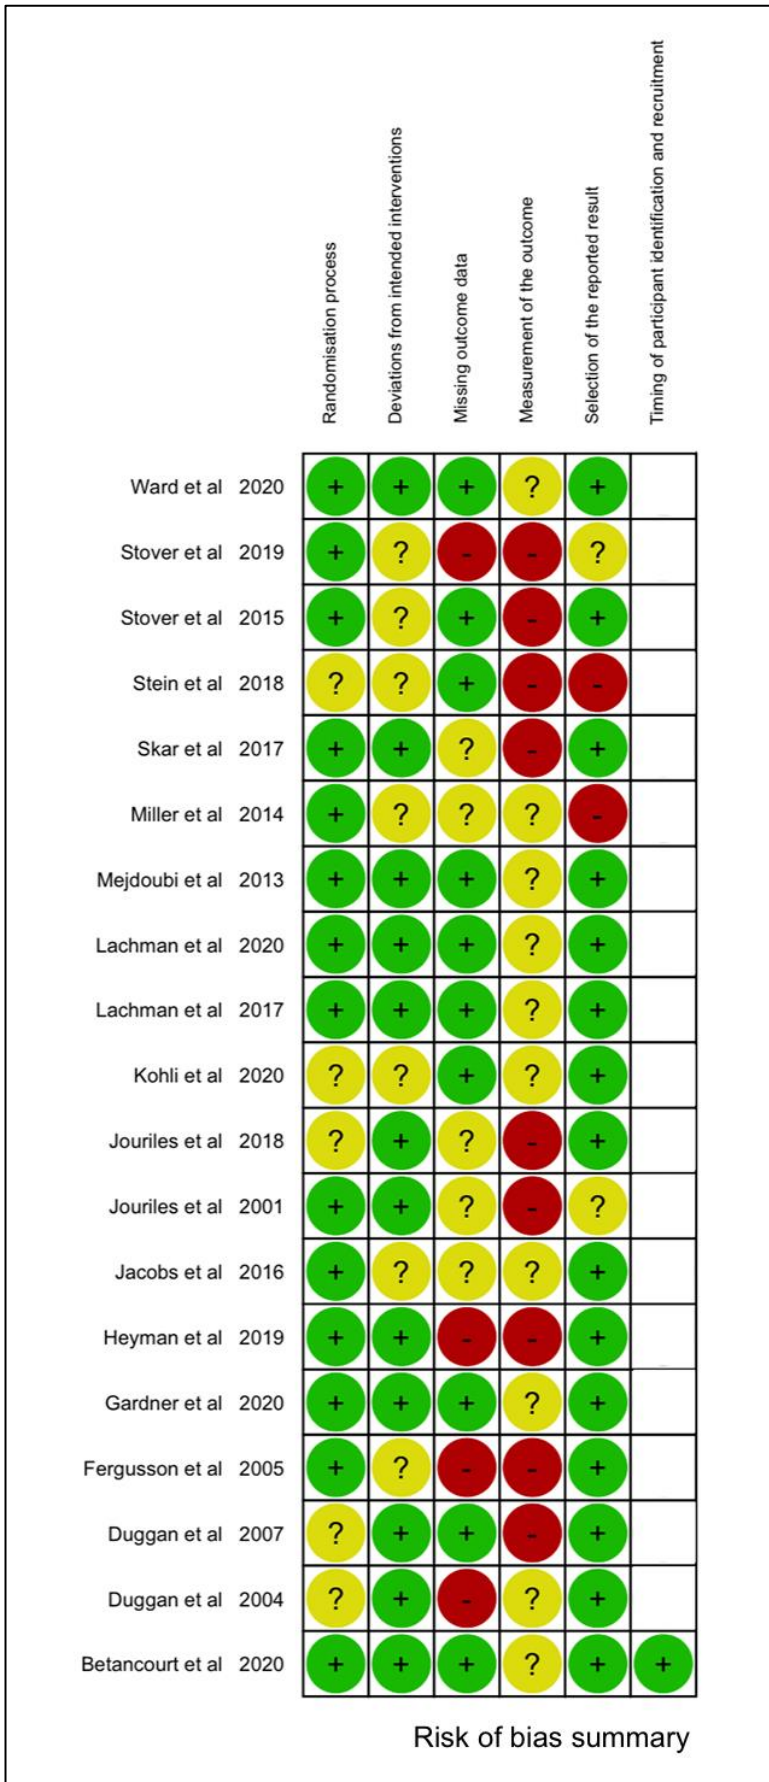 Randomisation process
Deviations from intended interventions
Missing outcome data
Measurement of the outcome
Selection of the reported result
Timing of participant identification and recruitment
Ward et al 2020 + + + ? +
Stover et al 2019 + ? - - ?
Stover et al 2015 + ? + - +
Stein et al 2018 ? ? + - -
Skar et al 2017 + + ? - +
Miller et al 2014 + ? ? ? -
Mejdoubi et al 2013 + + + ? +
Lachman et al 2020 + + + ? +
Lachman et al 2017 + + + ? +
Kohli et al 2020 ? ? + ? +
Jouriles et al 2018 ? + ? - +
Jouriles et al 2001 + + ? - ?
Jacobs et al 2016 + ? ? ? +
Heyman et al 2019 + + - - +
Gardner et al 2020 + + + ? +
Fergusson et al 2005 + ? - - +
Duggan et al 2007 ? + + - +
Duggan et al 2004 ? + - ? +
Betancourt et al 2020 + + + ? + +
Risk of bias summary